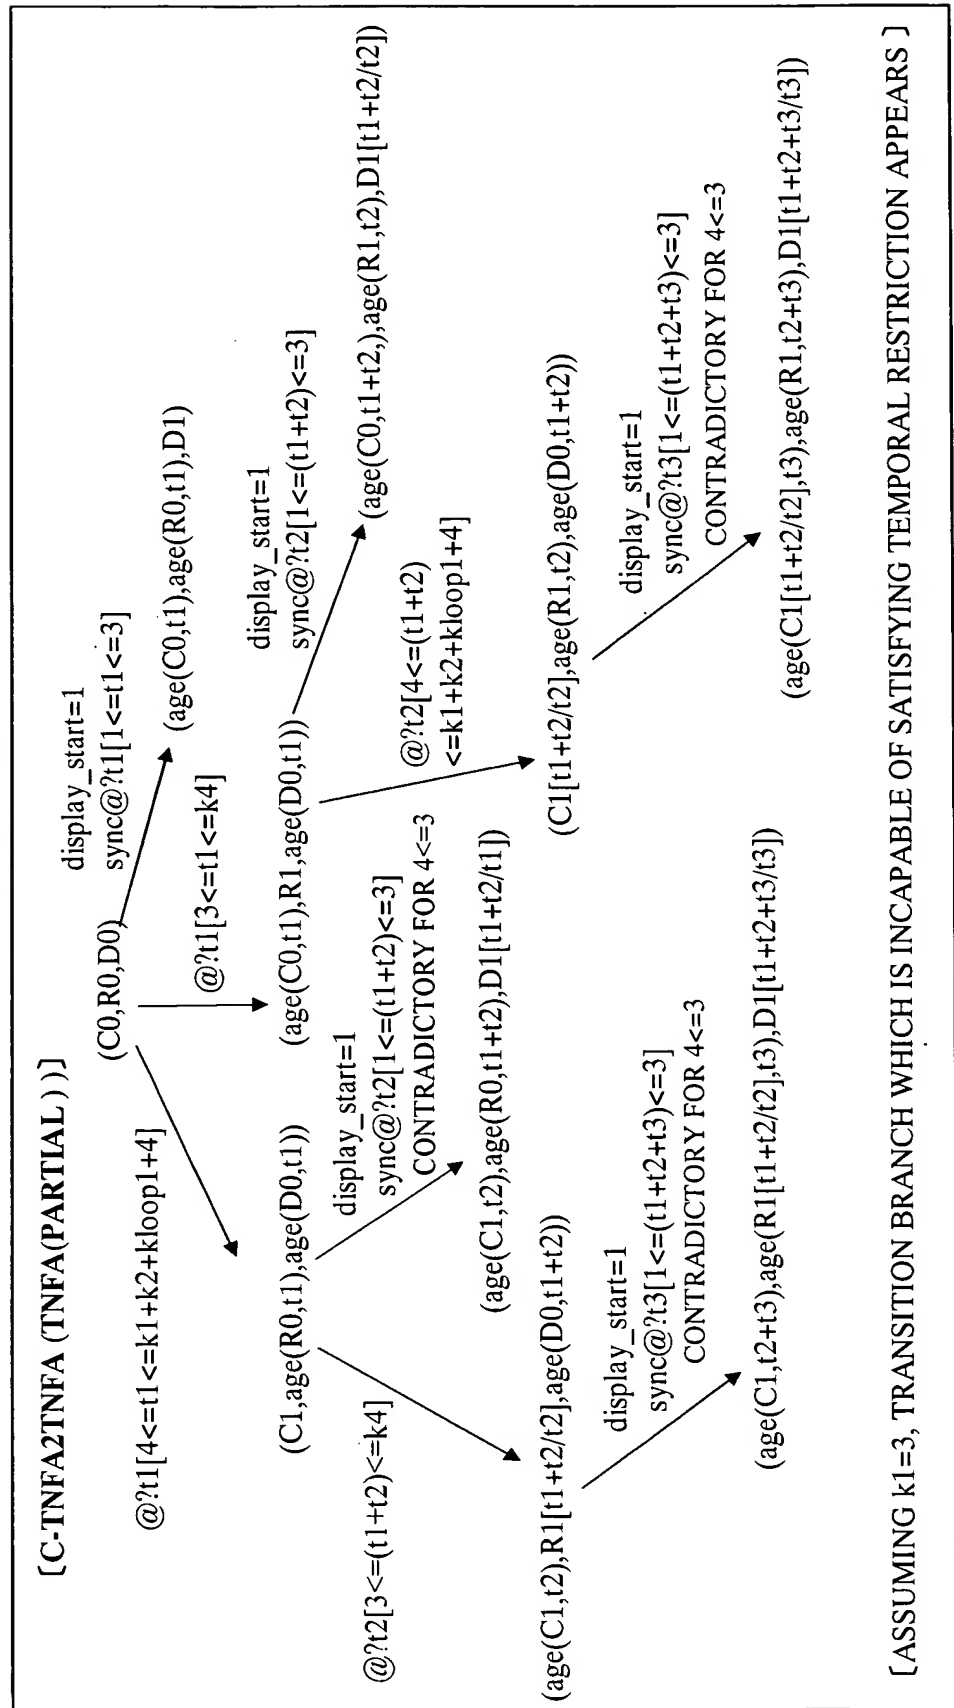 [C-TNFA2TNFA (TNFA(PARTIAL ) )]
(C0,R0,D0)
@?t1[4<=t1<=k1+k2+kloop1+4]
@?t1[3<=t1<=k4]
display_start=1
sync@?t1[1<=t1<=3]
(C1,age(R0,t1),age(D0,t1))
(age(C0,t1),R1,age(D0,t1))
(age(C0,t1),age(R0,t1),D1)
@?t2[3<=(t1+t2)<=k4]
display_start=1
sync@?t2[1<=(t1+t2)<=3]
CONTRADICTORY FOR 4<=3
@?t2[4<=(t1+t2)
<=k1+k2+kloop1+4]
display_start=1
sync@?t2[1<=(t1+t2)<=3]
(age(C0,t1+t2,),age(R1,t2),D1[t1+t2/t2])
(age(C1,t2),age(R0,t1+t2),D1[t1+t2/t1])
(age(C1,t2),R1[t1+t2/t2],age(D0,t1+t2))
(C1[t1+t2/t2],age(R1,t2),age(D0,t1+t2))
display_start=1
sync@?t3[1<=(t1+t2+t3)<=3]
CONTRADICTORY FOR 4<=3
display_start=1
sync@?t3[1<=(t1+t2+t3)<=3]
CONTRADICTORY FOR 4<=3
(age(C1,t2+t3),age(R1[t1+t2/t2],t3),D1[t1+t2+t3/t3])
(age(C1[t1+t2/t2],t3),age(R1,t2+t3),D1[t1+t2+t3/t3])
[ASSUMING k1=3, TRANSITION BRANCH WHICH IS INCAPABLE OF SATISFYING TEMPORAL RESTRICTION APPEARS ]